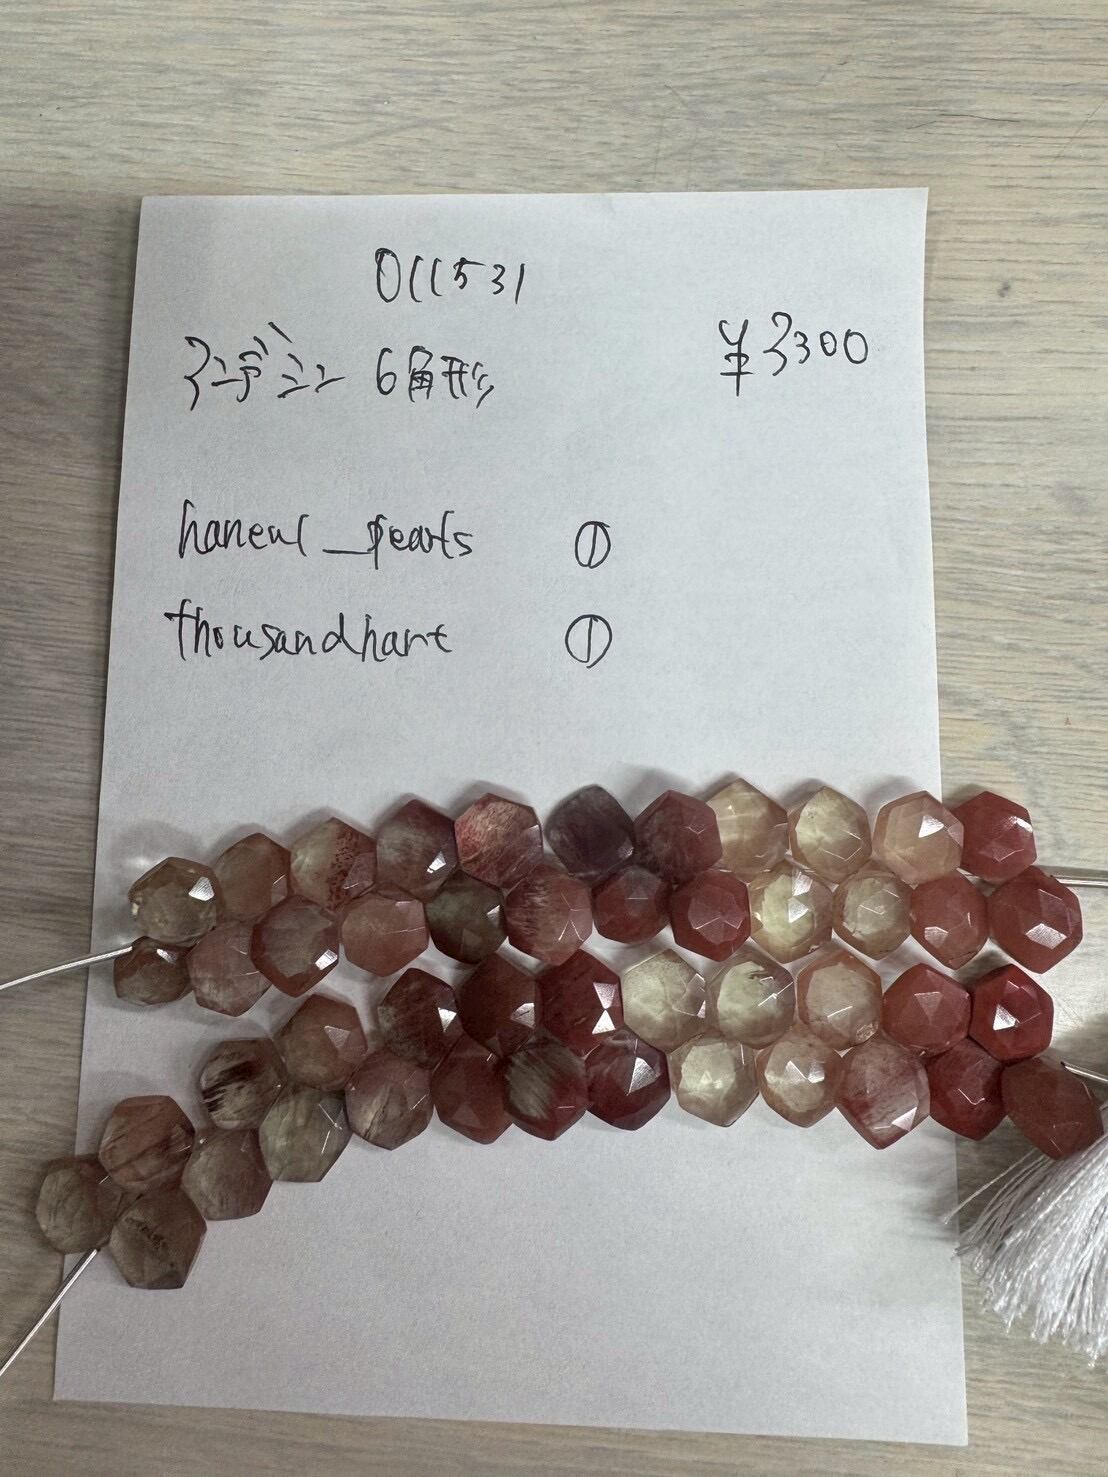 011531
アンデシン 6角形
¥3300
haneul_pearls ①
thousandhart ①